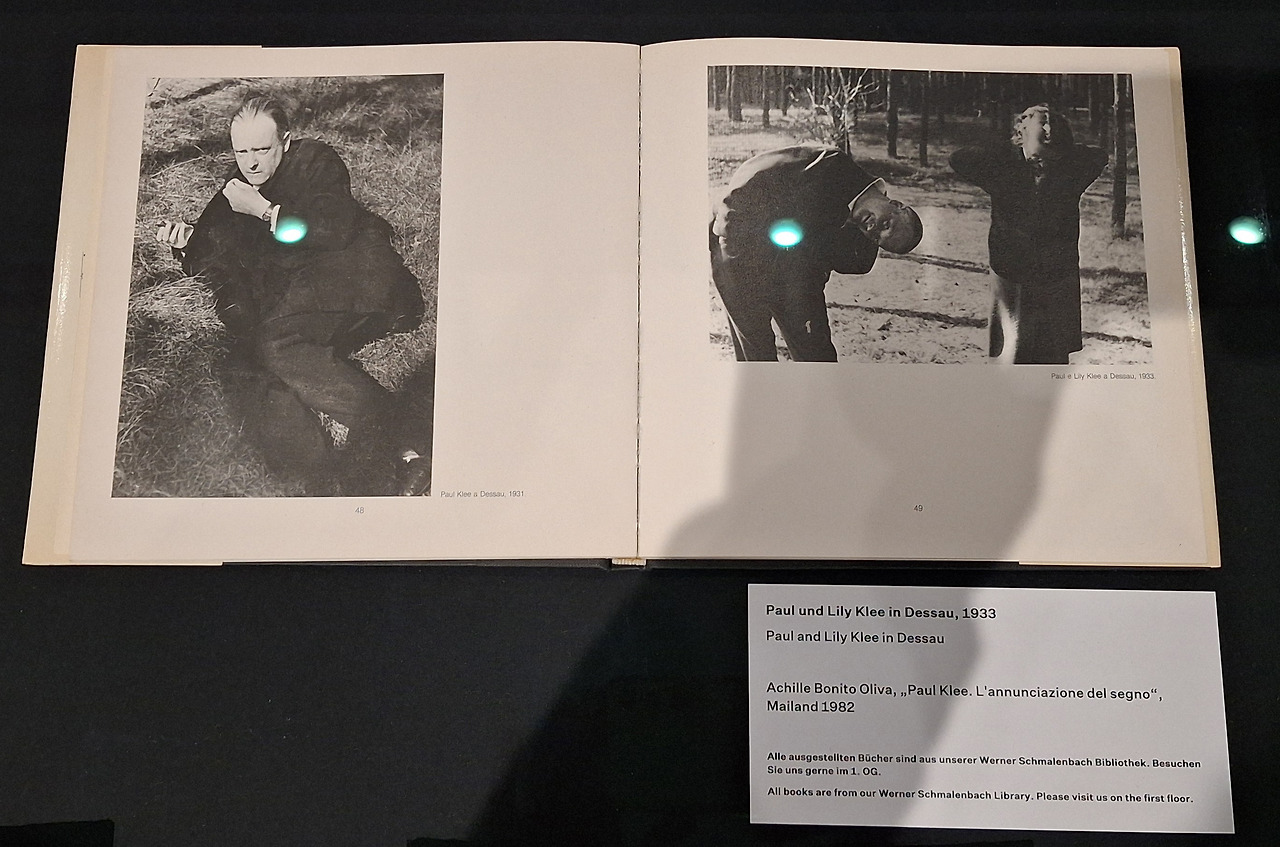 Paul Klee a Dessau, 1931
48
Paul e Lily Klee a Dessau, 1933.
49
Paul und Lily Klee in Dessau, 1933
Paul and Lily Klee in Dessau
Achille Bonito Oliva, „Paul Klee. L'annunciazione del segno“,
Mailand 1982
Alle ausgestellten Bücher sind aus unserer Werner Schmalenbach Bibliothek. Besuchen
Sie uns gerne im 1. OG.
All books are from our Werner Schmalenbach Library. Please visit us on the first floor.